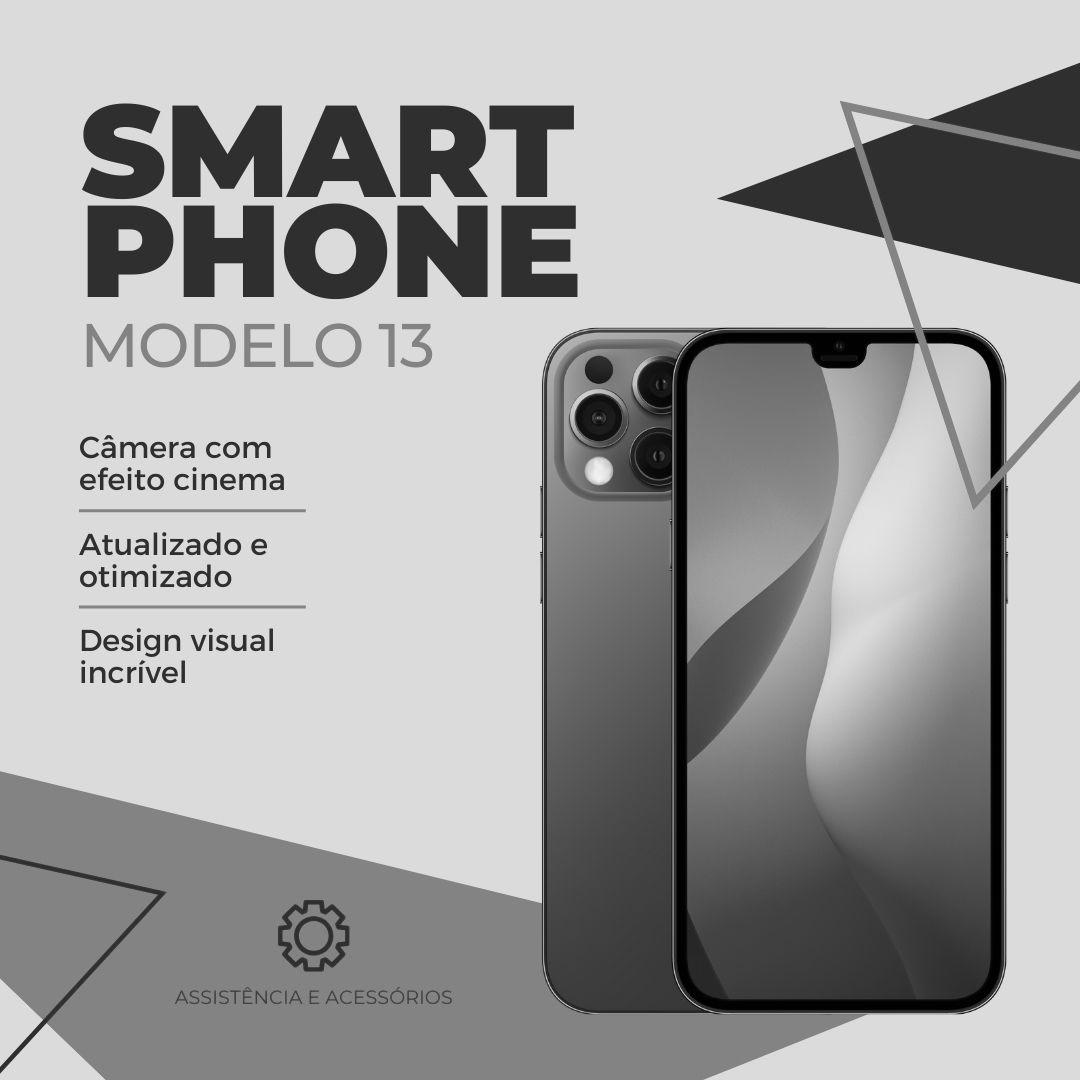 SMART
PHONE
MODELO 13
Câmera com
efeito cinema
Atualizado e
otimizado
Design visual
incrível
ASSISTÊNCIA E ACESSÓRIOS